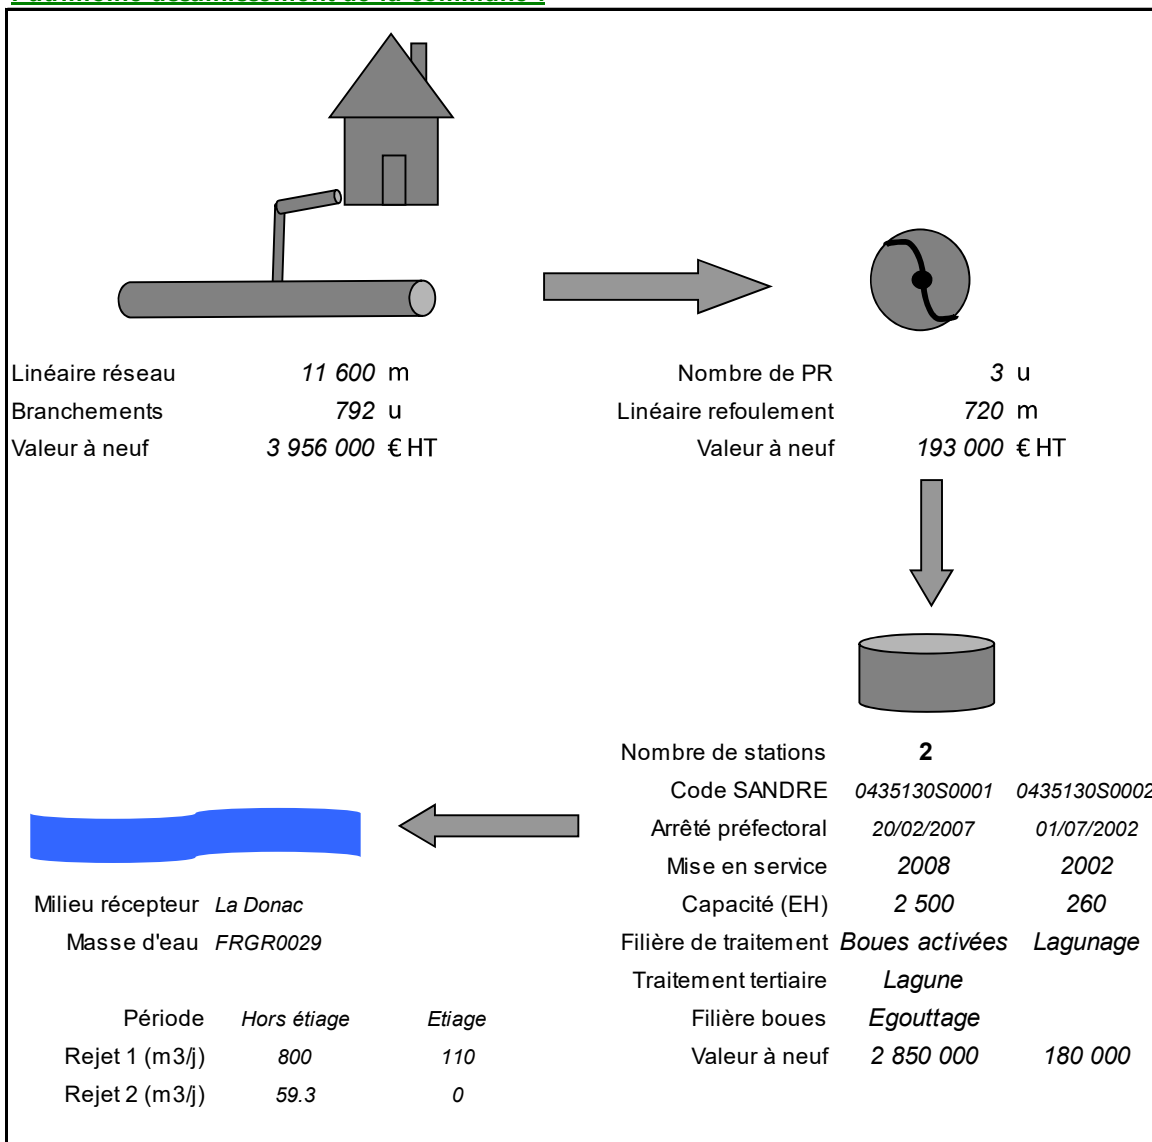 Linéaire réseau 11 600 m
Branchements 792 u
Valeur à neuf 3 956 000 € HT
Nombre de PR 3 u
Linéaire refoulement 720 m
Valeur à neuf 193 000 € HT
Nombre de stations 2
Code SANDRE 0435130S0001 0435130S0002
Arrêté préfectoral 20/02/2007 01/07/2002
Mise en service 2008 2002
Capacité (EH) 2 500 260
Filière de traitement Boues activées Lagunage
Traitement tertiaire Lagune
Filière boues Egouttage
Valeur à neuf 2 850 000 180 000
Milieu récepteur La Donac
Masse d'eau FRGR0029
Période Hors étiage Etiage
Rejet 1 (m3/j) 800 110
Rejet 2 (m3/j) 59.3 0